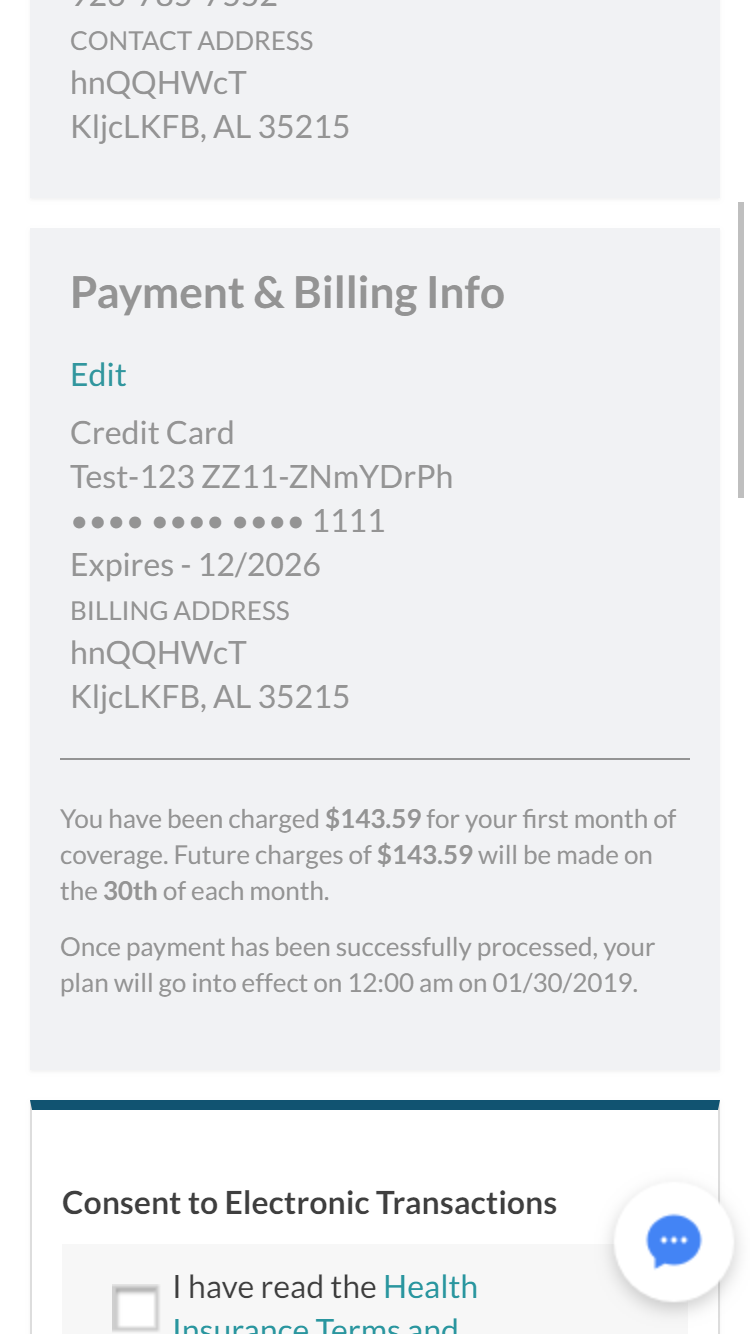 CONTACT ADDRESS
hnQQHWcT
KljcLKFB, AL 35215
Payment & Billing Info
Edit
Credit Card
Test-123 ZZ11-ZNmYDrPh
•••• •••• •••• 1111
Expires - 12/2026
BILLING ADDRESS
hnQQHWcT
KljcLKFB, AL 35215
You have been charged $143.59 for your first month of
coverage. Future charges of $143.59 will be made on
the 30th of each month.
Once payment has been successfully processed, your
plan will go into effect on 12:00 am on 01/30/2019.
Consent to Electronic Transactions
I have read the Health
Insurance Terms and